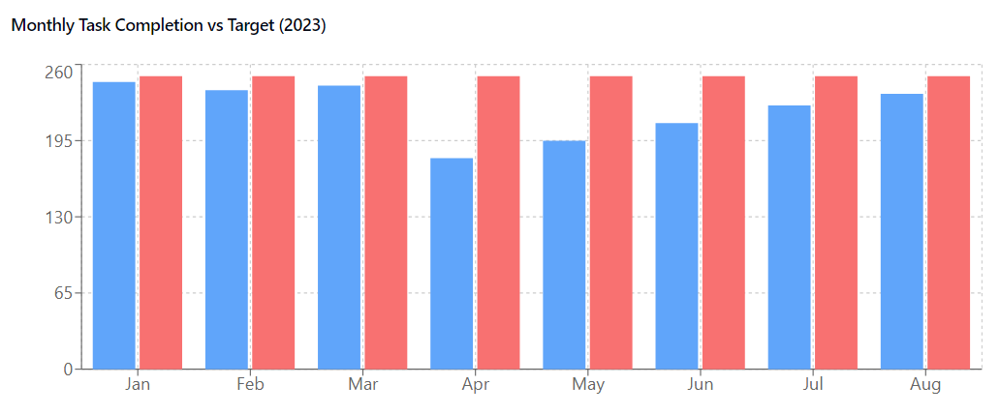 Monthly Task Completion vs Target (2023)
260
195
130
65
0
Jan Feb Mar Apr May Jun Jul Aug